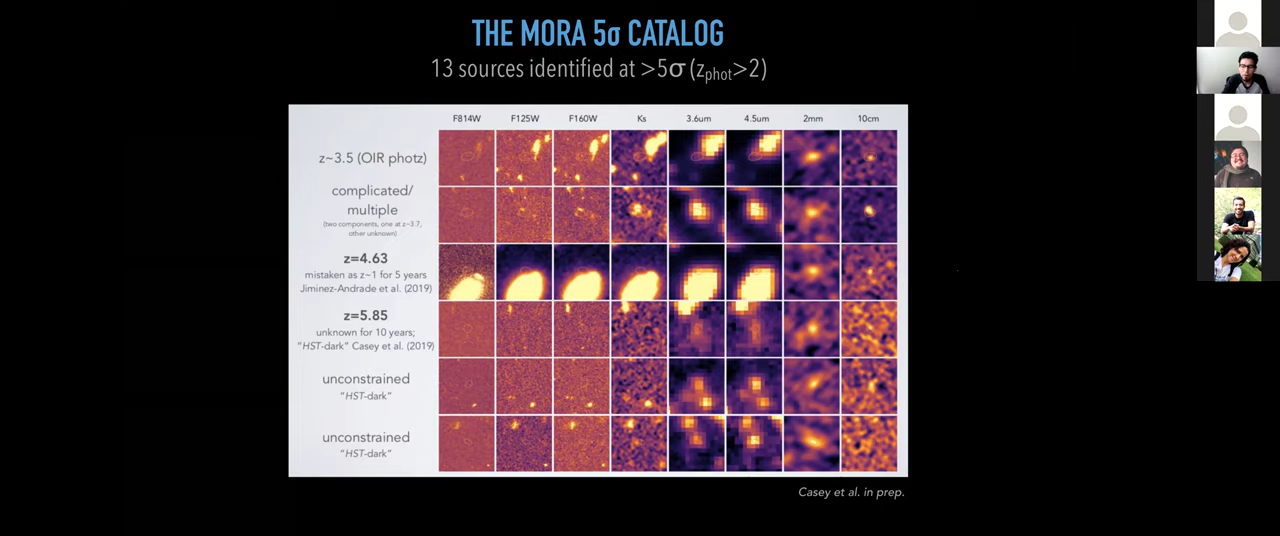 THE MORA 5σ CATALOG
13 sources identified at >5σ (zphot>2)
F814W F125W F160W Ks 3.6um 4.5um 2mm 10cm
z~3.5 (OIR photz)
complicated/
multiple
(two components, one at z~3.7,
other unknown)
z=4.63
mistaken as z~1 for 5 years
Jiminez-Andrade et al. (2019)
z=5.85
unknown for 10 years;
"HST-dark" Casey et al. (2019)
unconstrained
"HST-dark"
unconstrained
"HST-dark"
Casey et al. in prep.